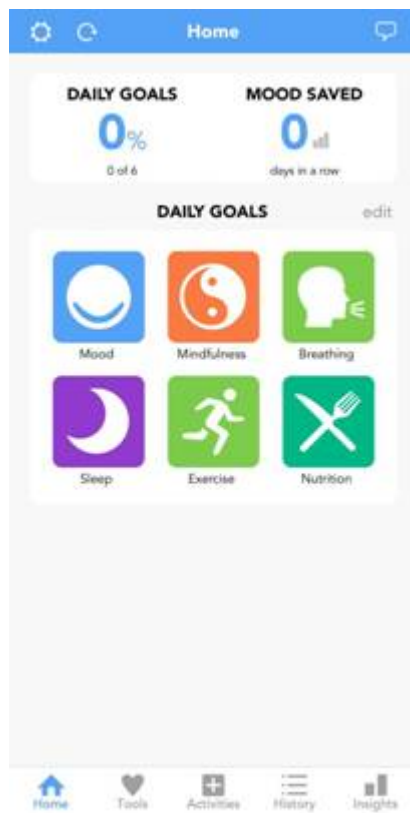 Home
DAILY GOALS MOOD SAVED
0% 0
0 of 6 days in a row
DAILY GOALS edit
Mood Mindfulness Breathing
Sleep Exercise Nutrition
Home Tools Activities History Insights